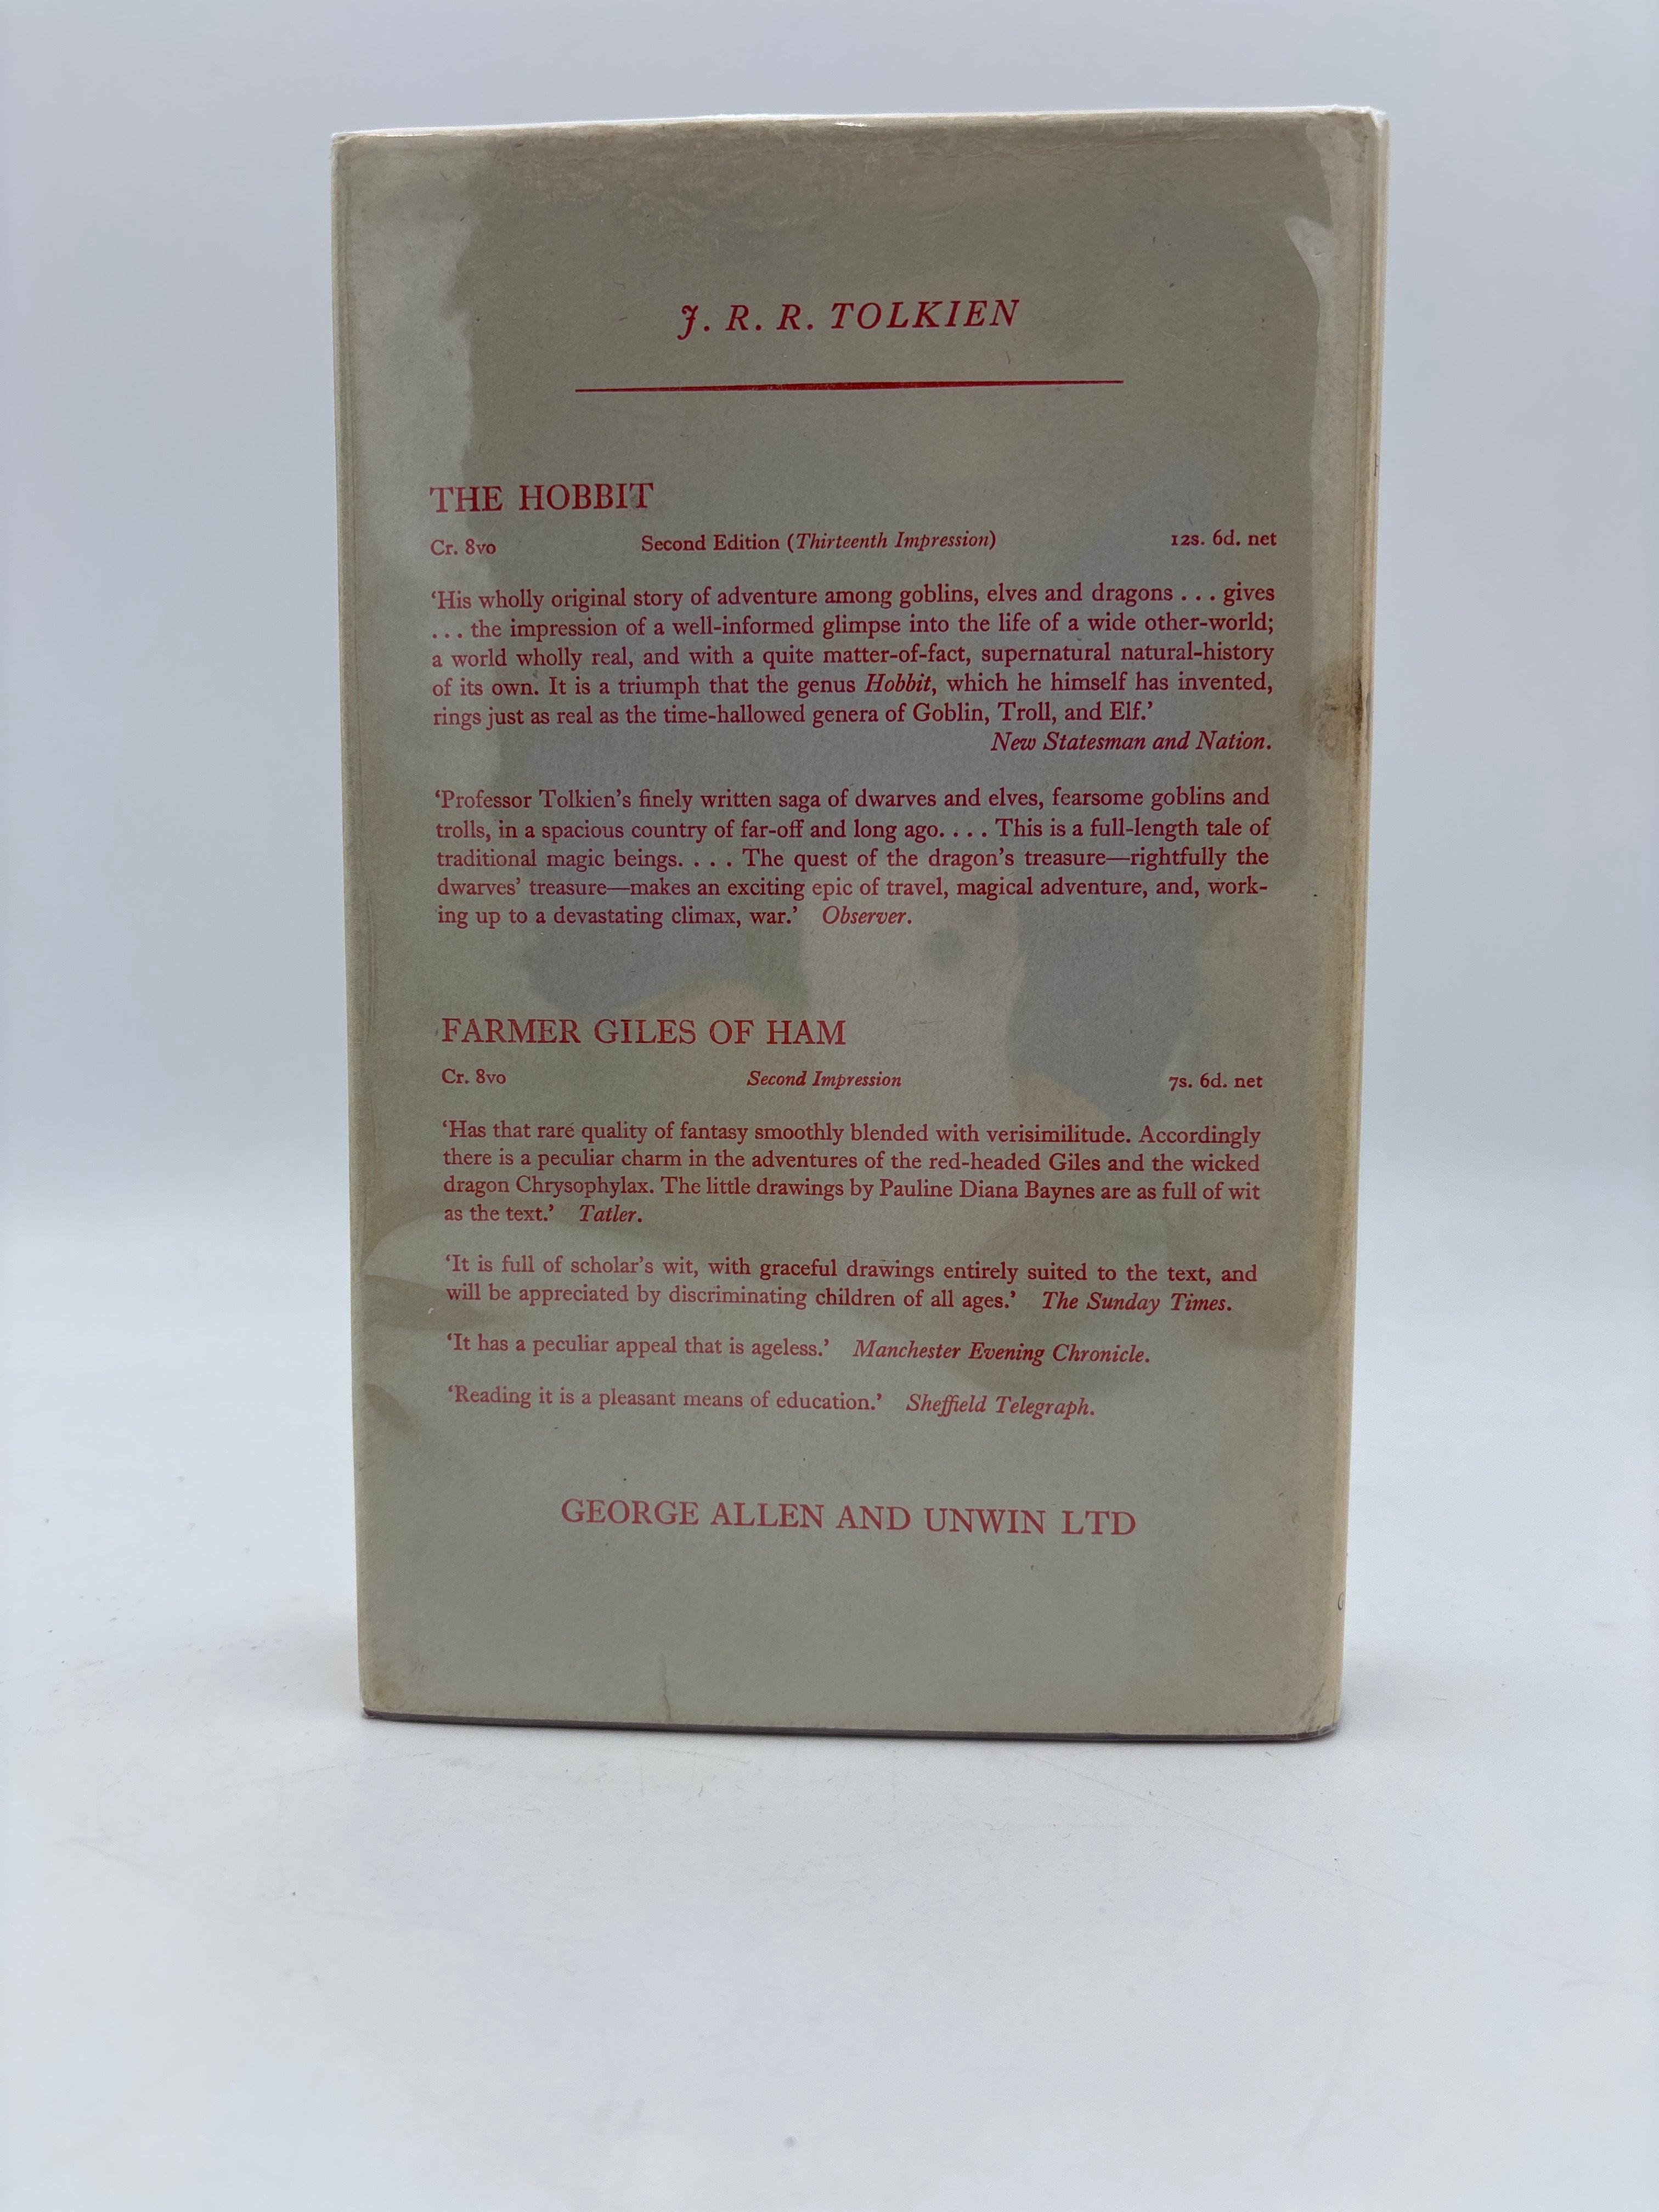 J. R. R. TOLKIEN
THE HOBBIT
Cr. 8vo Second Edition (Thirteenth Impression) 12s. 6d. net
‘His wholly original story of adventure among goblins, elves and dragons . . . gives
. . . the impression of a well-informed glimpse into the life of a wide other-world;
a world wholly real, and with a quite matter-of-fact, supernatural natural-history
of its own. It is a triumph that the genus Hobbit, which he himself has invented,
rings just as real as the time-hallowed genera of Goblin, Troll, and Elf.’
New Statesman and Nation.
‘Professor Tolkien’s finely written saga of dwarves and elves, fearsome goblins and
trolls, in a spacious country of far-off and long ago. . . . This is a full-length tale of
traditional magic beings. . . . The quest of the dragon’s treasure—rightfully the
dwarves’ treasure—makes an exciting epic of travel, magical adventure, and, work-
ing up to a devastating climax, war.’ Observer.
FARMER GILES OF HAM
Cr. 8vo Second Impression 7s. 6d. net
‘Has that rare quality of fantasy smoothly blended with verisimilitude. Accordingly
there is a peculiar charm in the adventures of the red-headed Giles and the wicked
dragon Chrysophylax. The little drawings by Pauline Diana Baynes are as full of wit
as the text.’ Tatler.
‘It is full of scholar’s wit, with graceful drawings entirely suited to the text, and
will be appreciated by discriminating children of all ages.’ The Sunday Times.
‘It has a peculiar appeal that is ageless.’ Manchester Evening Chronicle.
‘Reading it is a pleasant means of education.’ Sheffield Telegraph.
GEORGE ALLEN AND UNWIN LTD